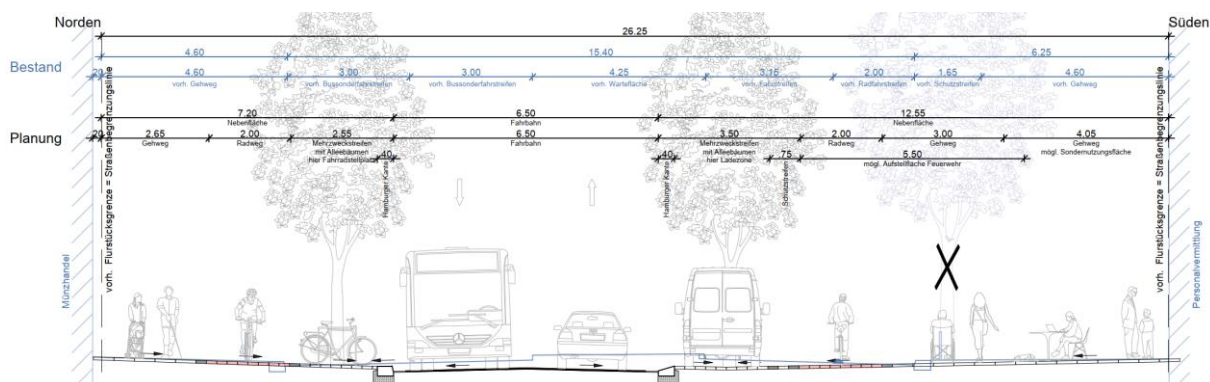 Norden
Süden
26.25
4.60
15.40
6.25
Bestand
20
4.60
3.00
3.00
4.25
3.15
2.00
1.65
4.60
vorh. Gehweg
vorh. Bussonderfahrstreifen
vorh. Bussonderfahrstreifen
vorh. Wartefläche
vorh. Fahrstreifen
vorh. Radfahrstreifen
vorh. Schutzstreifen
vorh. Gehweg
7.20
6.50
12.55
Nebenfläche
Fahrbahn
Nebenfläche
Planung
20
2.65
2.00
2.55
6.50
3.50
2.00
3.00
4.05
Gehweg
Radweg
Mehrzweckstreifen
mit Alleebäumen
hier Fahrradstellplatz
Fahrbahn
Mehrzweckstreifen
mit Alleebäumen
hier Ladezone
Radweg
Gehweg
Gehweg
mögl. Sondernutzungsfläche
40
40
75
5.50
mögl. Aufstellfläche Feuerwehr
Hamburger Kante
Hamburger Kante
Schutzstreifen
Münzhandel
vorh. Flurstücksgrenze = Straßenbegrenzungslinie
vorh. Flurstücksgrenze = Straßenbegrenzungslinie
Personalvermittlung